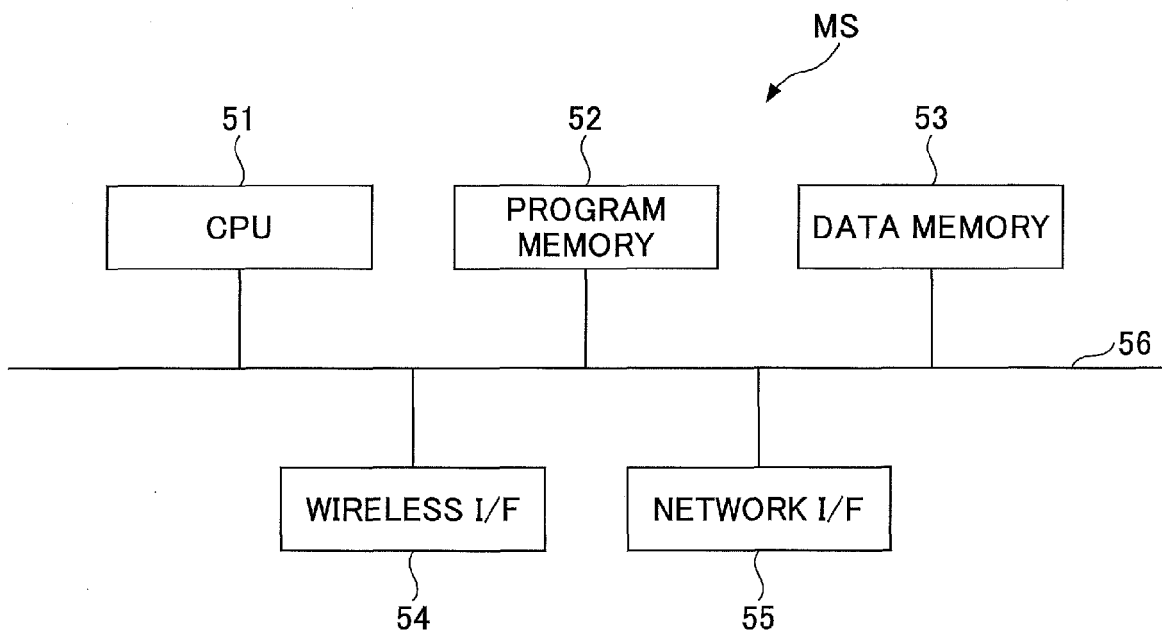 MS
51
52
53
CPU
PROGRAM
MEMORY
DATA MEMORY
56
WIRELESS I/F
NETWORK I/F
54
55